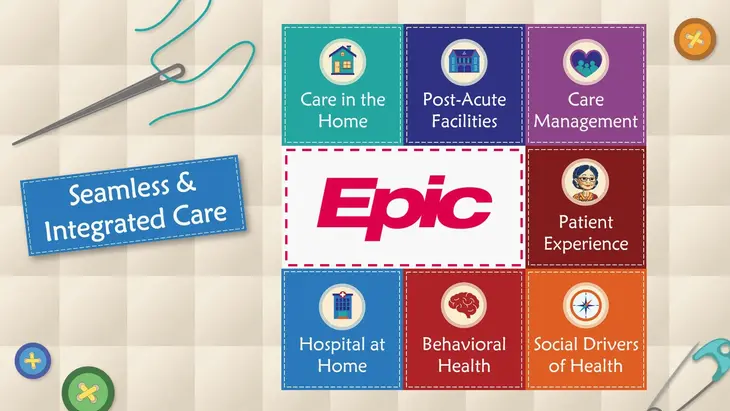 Seamless &
Integrated Care
Care in the
Home
Post-Acute
Facilities
Care
Management
Epic
Patient
Experience
Hospital at
Home
Behavioral
Health
Social Drivers
of Health